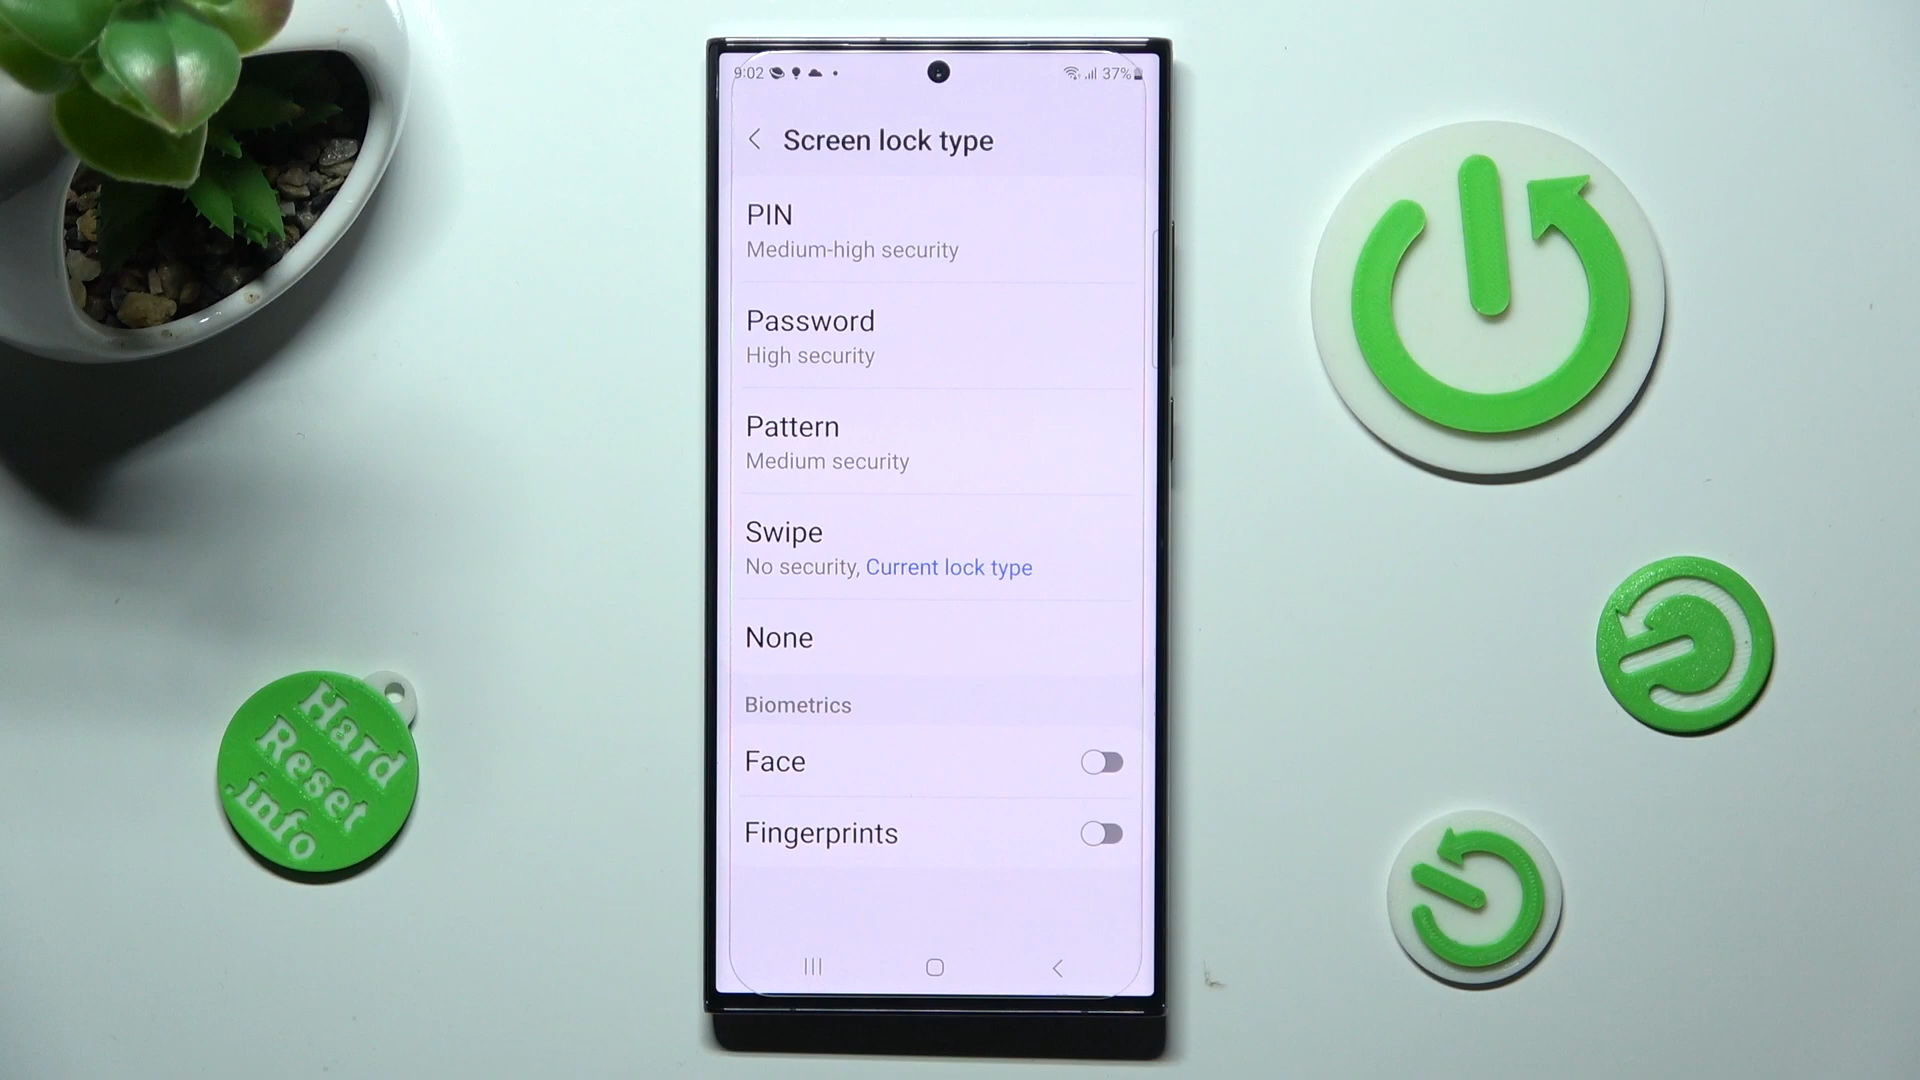 9:02
37%
Screen lock type
PIN
Medium-high security
Password
High security
Pattern
Medium security
Swipe
No security, Current lock type
None
Biometrics
Face
Fingerprints
Hard
Reset
.info